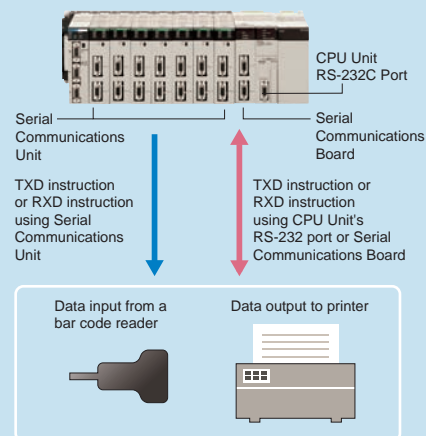 CPU Unit
RS-232C Port
Serial
Communications
Unit
Serial
Communications
Board
TXD instruction
or RXD instruction
using Serial
Communications
Unit
TXD instruction or
RXD instruction
using CPU Unit's
RS-232 port or Serial
Communications Board
Data input from a
bar code reader
Data output to printer